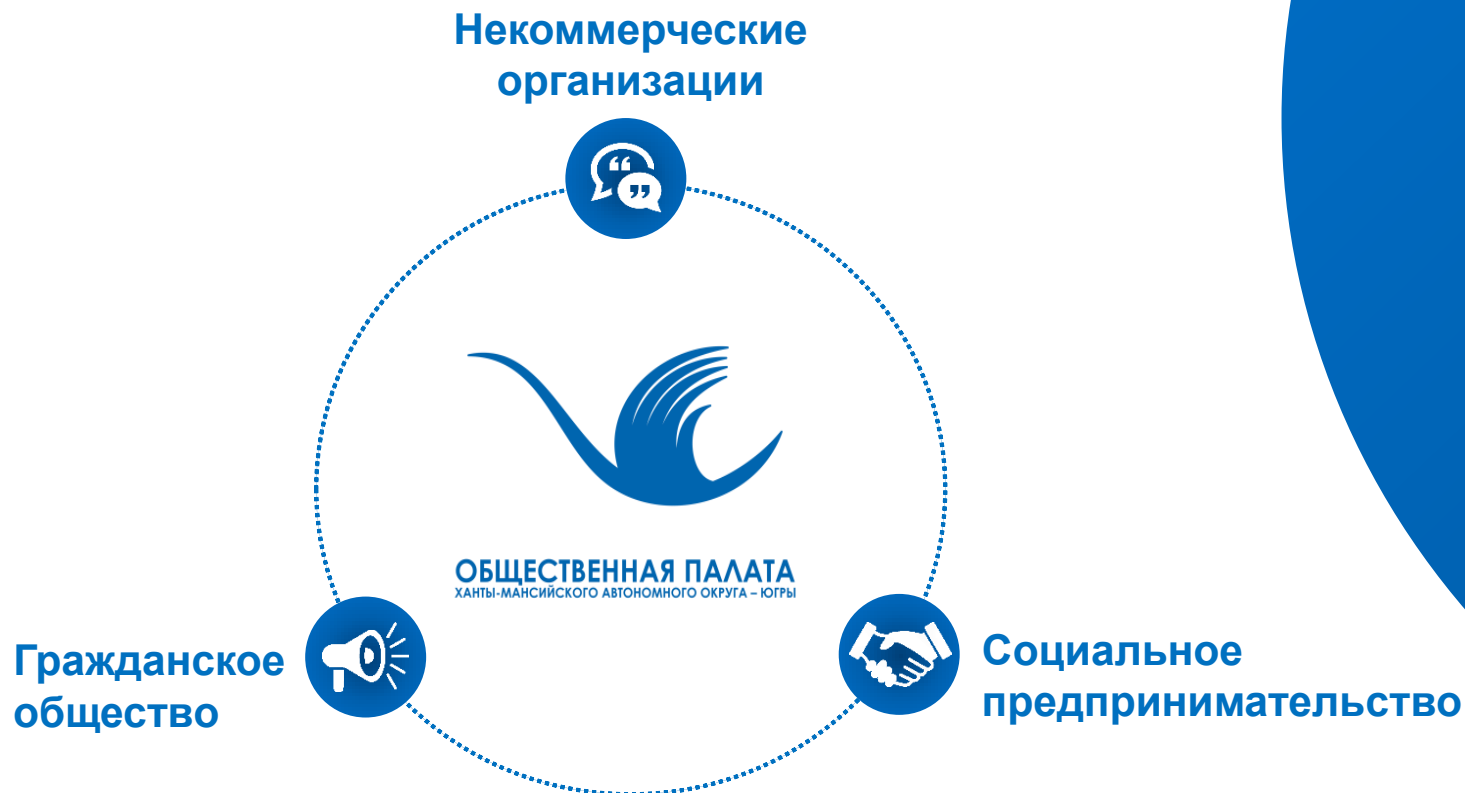 Некоммерческие
организации
ОБЩЕСТВЕННАЯ ПАЛАТА
ХАНТЫ-МАНСИЙСКОГО АВТОНОМНОГО ОКРУГА – ЮГРЫ
Гражданское
общество
Социальное
предпринимательство